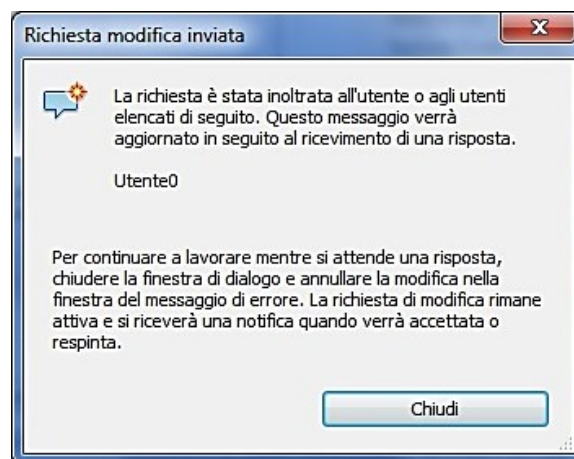 Richiesta modifica inviata
La richiesta è stata inoltrata all'utente o agli utenti
elencati di seguito. Questo messaggio verrà
aggiornato in seguito al ricevimento di una risposta.
Utente0
Per continuare a lavorare mentre si attende una risposta,
chiudere la finestra di dialogo e annullare la modifica nella
finestra del messaggio di errore. La richiesta di modifica rimane
attiva e si riceverà una notifica quando verrà accettata o
respinta.
Chiudi